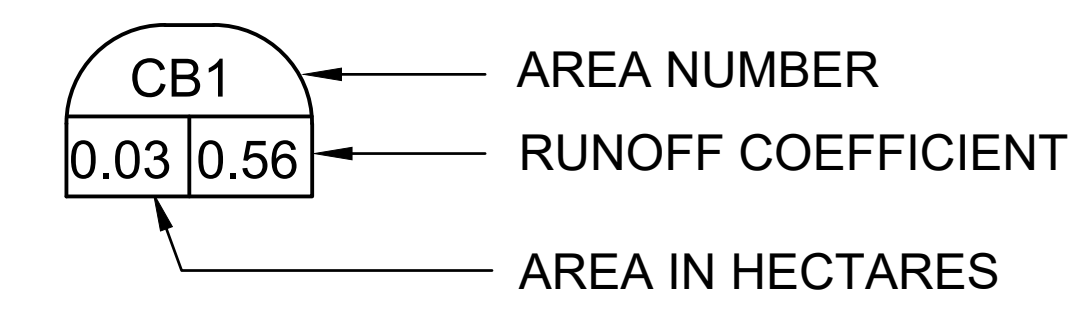 CB1
AREA NUMBER
0.03 0.56
RUNOFF COEFFICIENT
AREA IN HECTARES